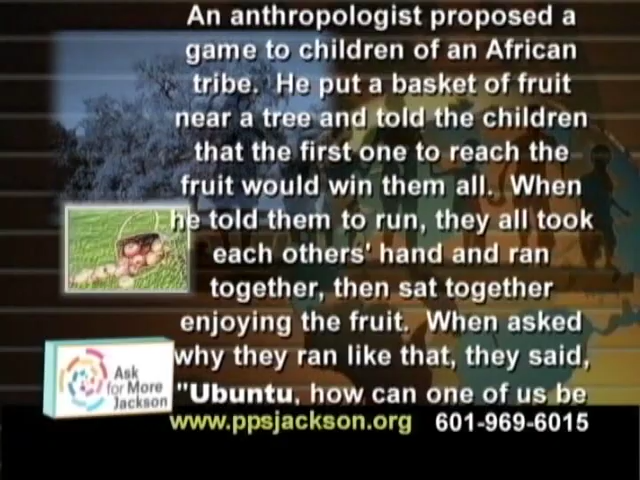 An anthropologist proposed a
game to children of an African
tribe.  He put a basket of fruit
near a tree and told the children
that the first one to reach the
fruit would win them all.  When
he told them to run, they all took
each others' hand and ran
together, then sat together
enjoying the fruit.  When asked
why they ran like that, they said,
"Ubuntu, how can one of us be
Ask
for More
Jackson
www.ppsjackson.org 601-969-6015